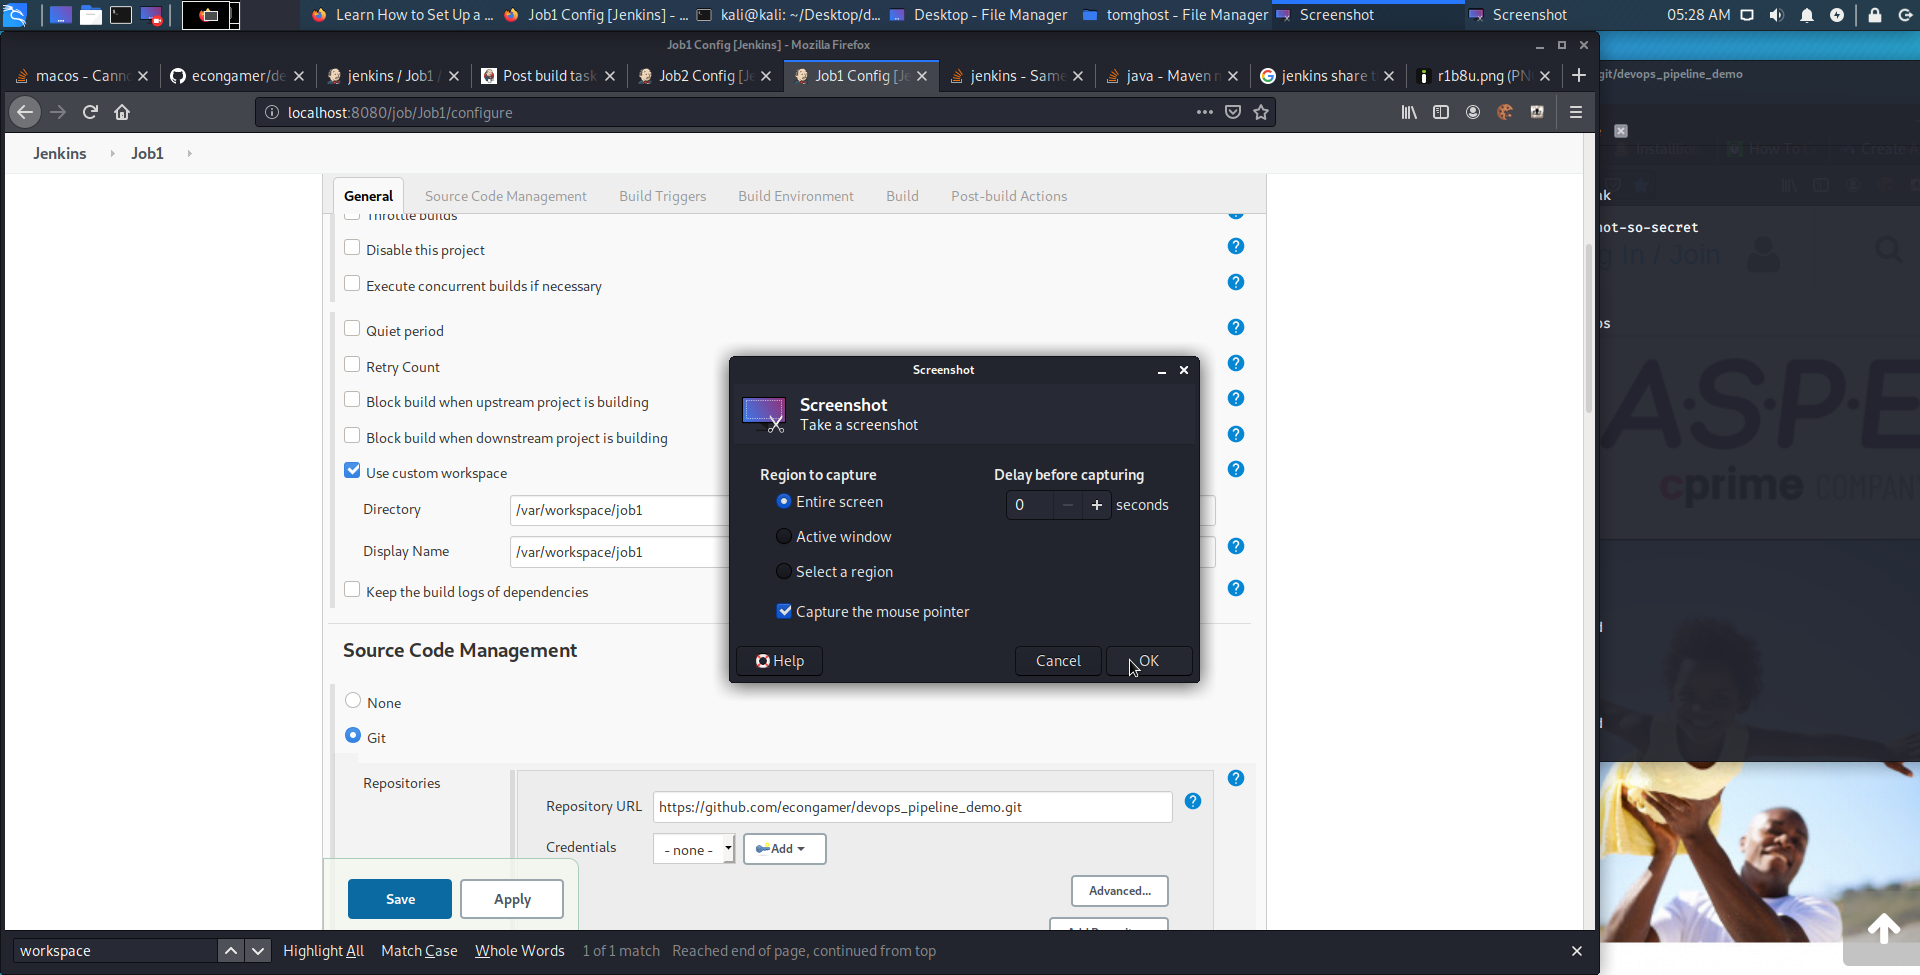 Learn How to Set Up a ...
Job1 Config [Jenkins] - ...
kali@kali: ~/Desktop/d...
Desktop - File Manager
tomghost - File Manager
Screenshot
Screenshot
05:28 AM
Job1 Config [Jenkins] - Mozilla Firefox
macos - Canno
econgamer/de
jenkins / Job1 /
Post build task
Job2 Config [Je
Job1 Config [Je
jenkins - Same
java - Maven n
jenkins share t
r1b8u.png (PN
git/devops_pipeline_demo
localhost:8080/job/Job1/configure
Jenkins
Job1
General
Source Code Management
Build Triggers
Build Environment
Build
Post-build Actions
Throttle builds
Disable this project
Execute concurrent builds if necessary
Quiet period
Retry Count
Block build when upstream project is building
Block build when downstream project is building
Use custom workspace
Directory
/var/workspace/job1
Display Name
/var/workspace/job1
Keep the build logs of dependencies
Source Code Management
None
Git
Repositories
Repository URL
https://github.com/econgamer/devops_pipeline_demo.git
Credentials
- none -
Add
Advanced...
Save
Apply
Screenshot
Screenshot
Take a screenshot
Region to capture
Delay before capturing
Entire screen
0
seconds
Active window
Select a region
Capture the mouse pointer
Help
Cancel
OK
How To
Create
not-so-secret
In / Join
A·S·P·E
cprime COMPAN
workspace
Highlight All
Match Case
Whole Words
1 of 1 match
Reached end of page, continued from top